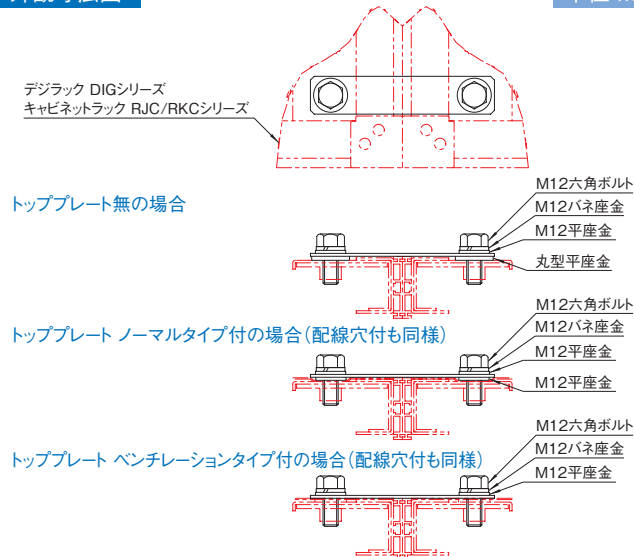 デジラック DIGシリーズ
キャビネットラック RJC/RKCシリーズ
トッププレート無の場合
M12六角ボルト
M12バネ座金
M12平座金
丸型平座金
トッププレート ノーマルタイプ付の場合(配線穴付も同様)
M12六角ボルト
M12バネ座金
M12平座金
M12平座金
トッププレート ベンチレーションタイプ付の場合(配線穴付も同様)
M12六角ボルト
M12バネ座金
M12平座金